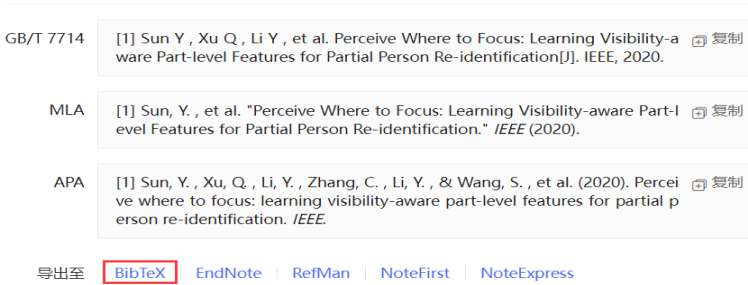 GB/T 7714 [1] Sun Y , Xu Q , Li Y , et al. Perceive Where to Focus: Learning Visibility-a 复制
ware Part-level Features for Partial Person Re-identification[J]. IEEE, 2020.
MLA [1] Sun, Y. , et al. "Perceive Where to Focus: Learning Visibility-aware Part-l 复制
evel Features for Partial Person Re-identification." IEEE (2020).
APA [1] Sun, Y. , Xu, Q. , Li, Y. , Zhang, C. , Li, Y. , & Wang, S. , et al. (2020). Percei 复制
ve where to focus: learning visibility-aware part-level features for partial p
erson re-identification. IEEE.
导出至 BibTeX EndNote RefMan NoteFirst NoteExpress